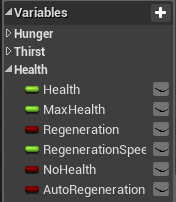 Variables
Hunger
Thirst
Health
Health
MaxHealth
Regeneration
RegenerationSpee
NoHealth
AutoRegeneration